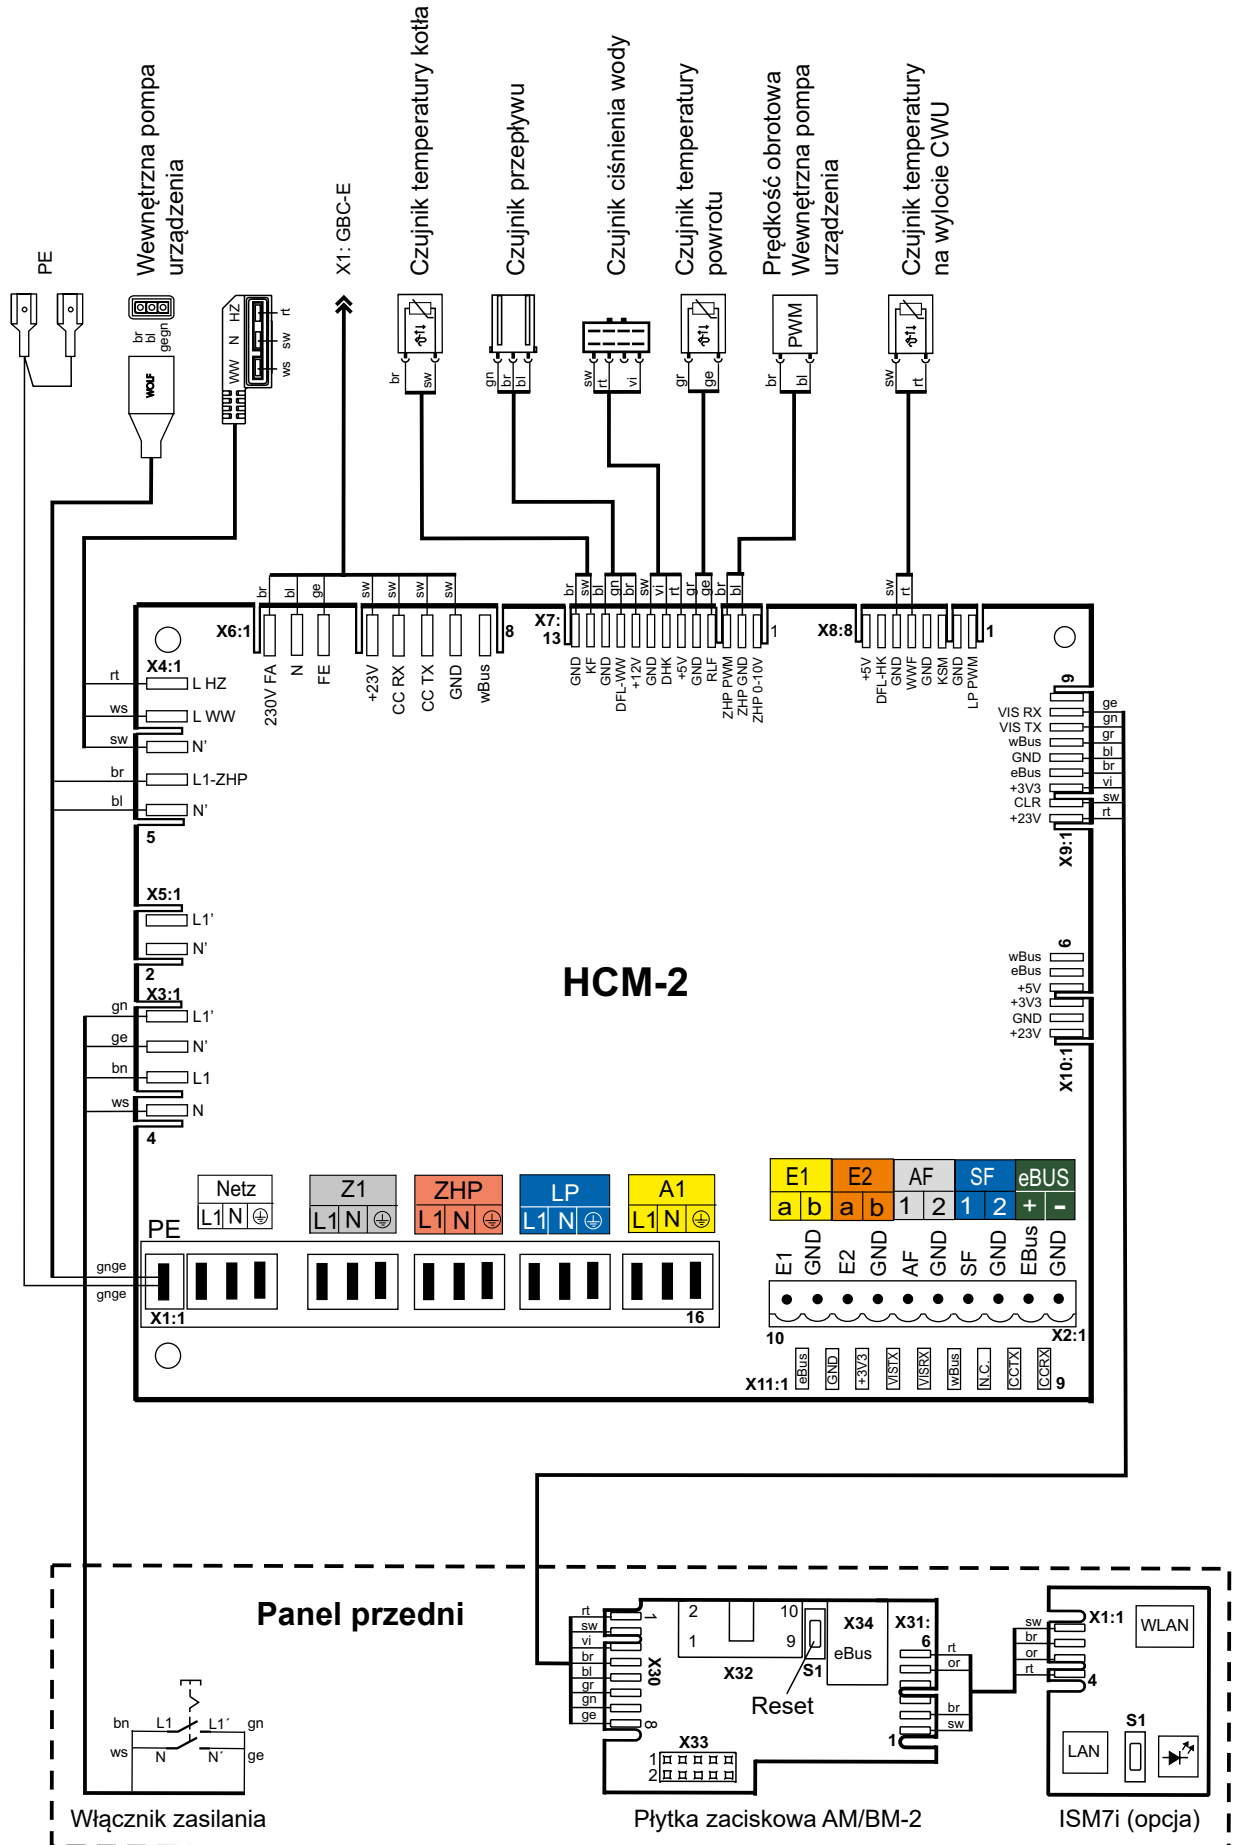 PE
Wewnętrzna pompa
urządzenia
X1: GBC-E
Czujnik temperatury kotła
Czujnik przepływu
Czujnik ciśnienia wody
Czujnik temperatury
powrotu
Prędkość obrotowa
Wewnętrzna pompa
urządzenia
Czujnik temperatury
na wylocie CWU
br
bl
gegn
WOLF
WW N HZ
ws sw rt
br sw
gn br bl
sw rt vi
gr ge
PWM
br bl
sw rt
br bl ge sw sw sw sw
br sw bl gn br sw vi rt gr ge br bl
sw rt
X6:1
8
X7:
13
1
X8:8
1
230V FA
N
FE
+23V
CC RX
CC TX
GND
wBus
GND
KF
GND
DFL-WW
+12V
GND
DHK
+5V
GND
RLF
ZHP PWM
ZHP GND
ZHP 0-10V
+5V
DFL-HK
GND
WWF
GND
KSM
GND
LP PWM
X4:1
rt L HZ
ws L WW
sw N'
br L1-ZHP
bl N'
5
X5:1
L1'
N'
2
X3:1
gn L1'
ge N'
bn L1
ws N
4
9
VIS RX ge
VIS TX gn
wBus gr
GND bl
eBus br
+3V3 vi
CLR sw
+23V rt
X9:1
HCM-2
6
wBus
eBus
+5V
+3V3
GND
+23V
X10:1
Netz
L1 N
Z1
L1 N
ZHP
L1 N
LP
L1 N
A1
L1 N
PE
gnge
gnge
X1:1
16
E1 E2 AF SF eBUS
a b a b 1 2 1 2 + -
E1
GND
E2
GND
AF
GND
SF
GND
EBus
GND
10
X2:1
X11:1
eBus
GND
+3V3
VISTX
VISRX
wBus
N.C.
CCTX
CCRX
9
Panel przedni
bn L1 L1´ gn
ws N N´ ge
Włącznik zasilania
rt
sw
vi
br
bl
gr
gn
ge
1
X30
8
2 10
1 9
X32
S1
Reset
X34
eBus
X31:
6
rt
or
br
sw
1
X33
1
2
Płytka zaciskowa AM/BM-2
sw
br
or
rt
X1:1
4
WLAN
S1
LAN
ISM7i (opcja)